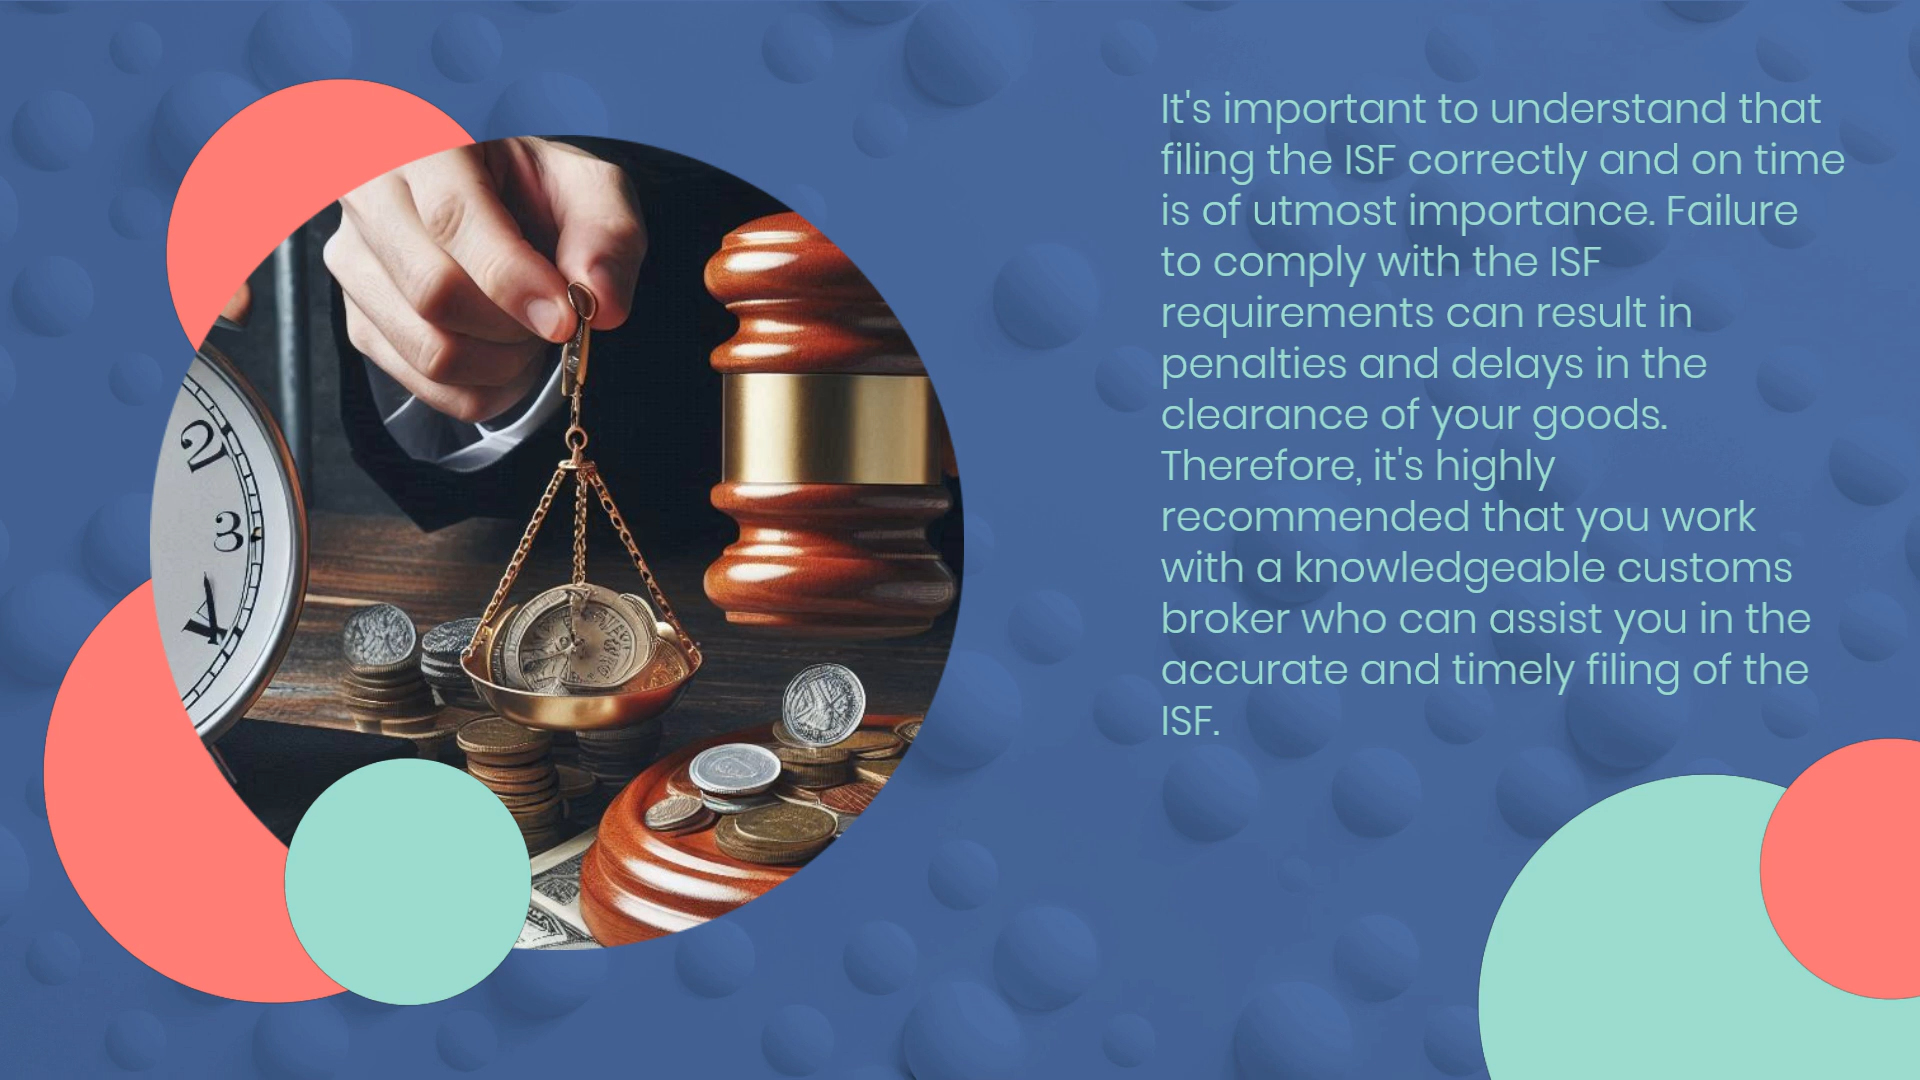 It's important to understand that
filing the ISF correctly and on time
is of utmost importance. Failure
to comply with the ISF
requirements can result in
penalties and delays in the
clearance of your goods.
Therefore, it's highly
recommended that you work
with a knowledgeable customs
broker who can assist you in the
accurate and timely filing of the
ISF.
2
3